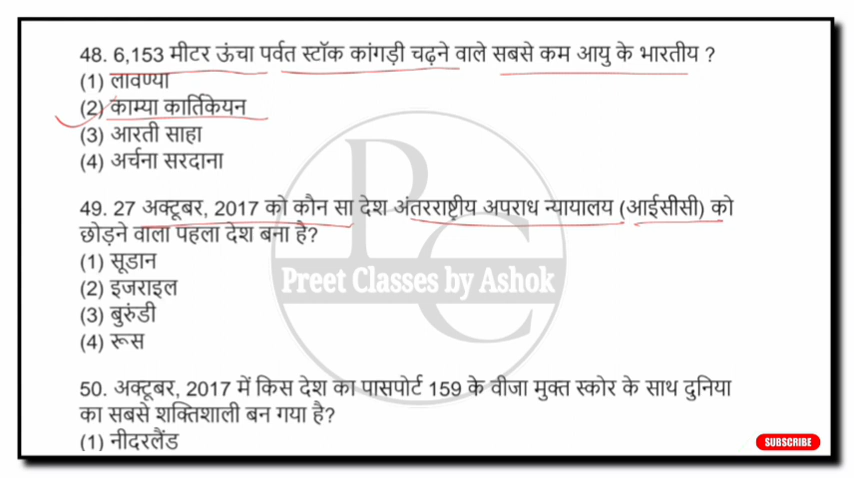 48. 6,153 मीटर ऊंचा पर्वत स्टॉक कांगड़ी चढ़ने वाले सबसे कम आयु के भारतीय ?
(1) लावण्या
(2) काम्या कार्तिकेयन
(3) आरती साहा
(4) अर्चना सरदाना
49. 27 अक्टूबर, 2017 को कौन सा देश अंतरराष्ट्रीय अपराध न्यायालय (आईसीसी) को
छोड़ने वाला पहला देश बना है?
(1) सूडान
(2) इजराइल
(3) बुरुंडी
(4) रूस
Preet Classes by Ashok
50. अक्टूबर, 2017 में किस देश का पासपोर्ट 159 के वीजा मुक्त स्कोर के साथ दुनिया
का सबसे शक्तिशाली बन गया है?
(1) नीदरलैंड
SUBSCRIBE